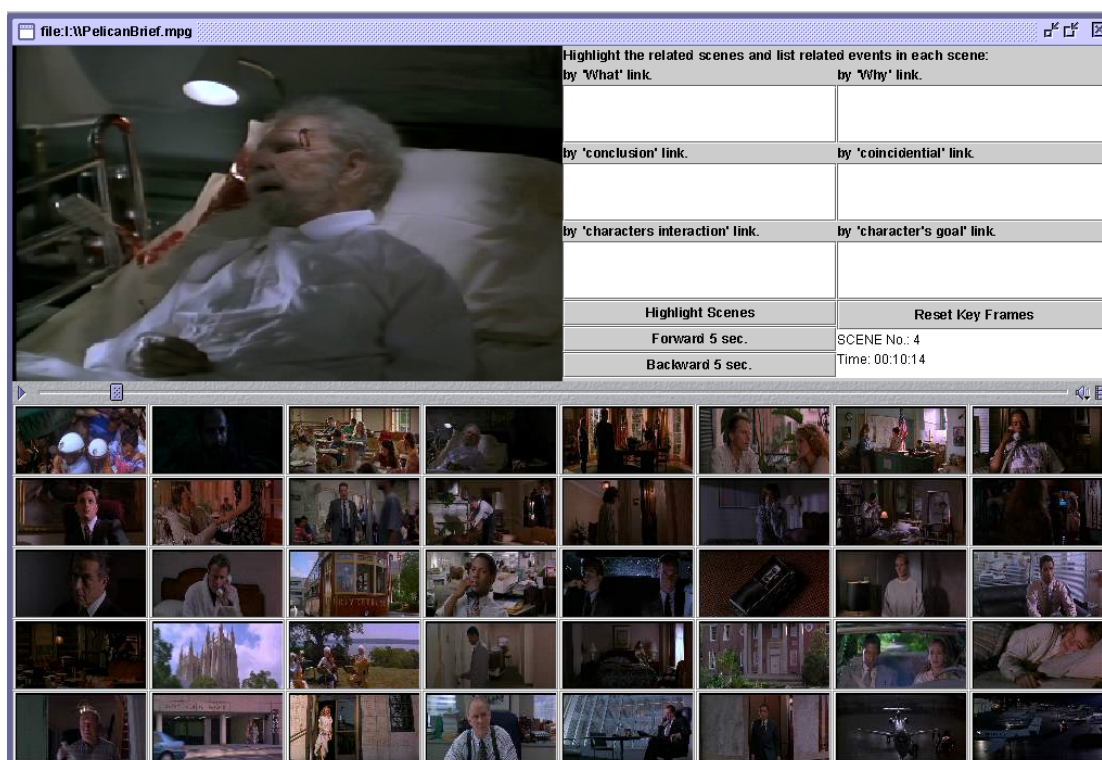 file:I:\\PelicanBrief.mpg
Highlight the related scenes and list related events in each scene:
by 'What' link.
by 'Why' link.
by 'conclusion' link.
by 'coincidential' link.
by 'characters interaction' link.
by 'character's goal' link.
Highlight Scenes
Reset Key Frames
Forward 5 sec.
SCENE No.: 4
Backward 5 sec.
Time: 00:10:14